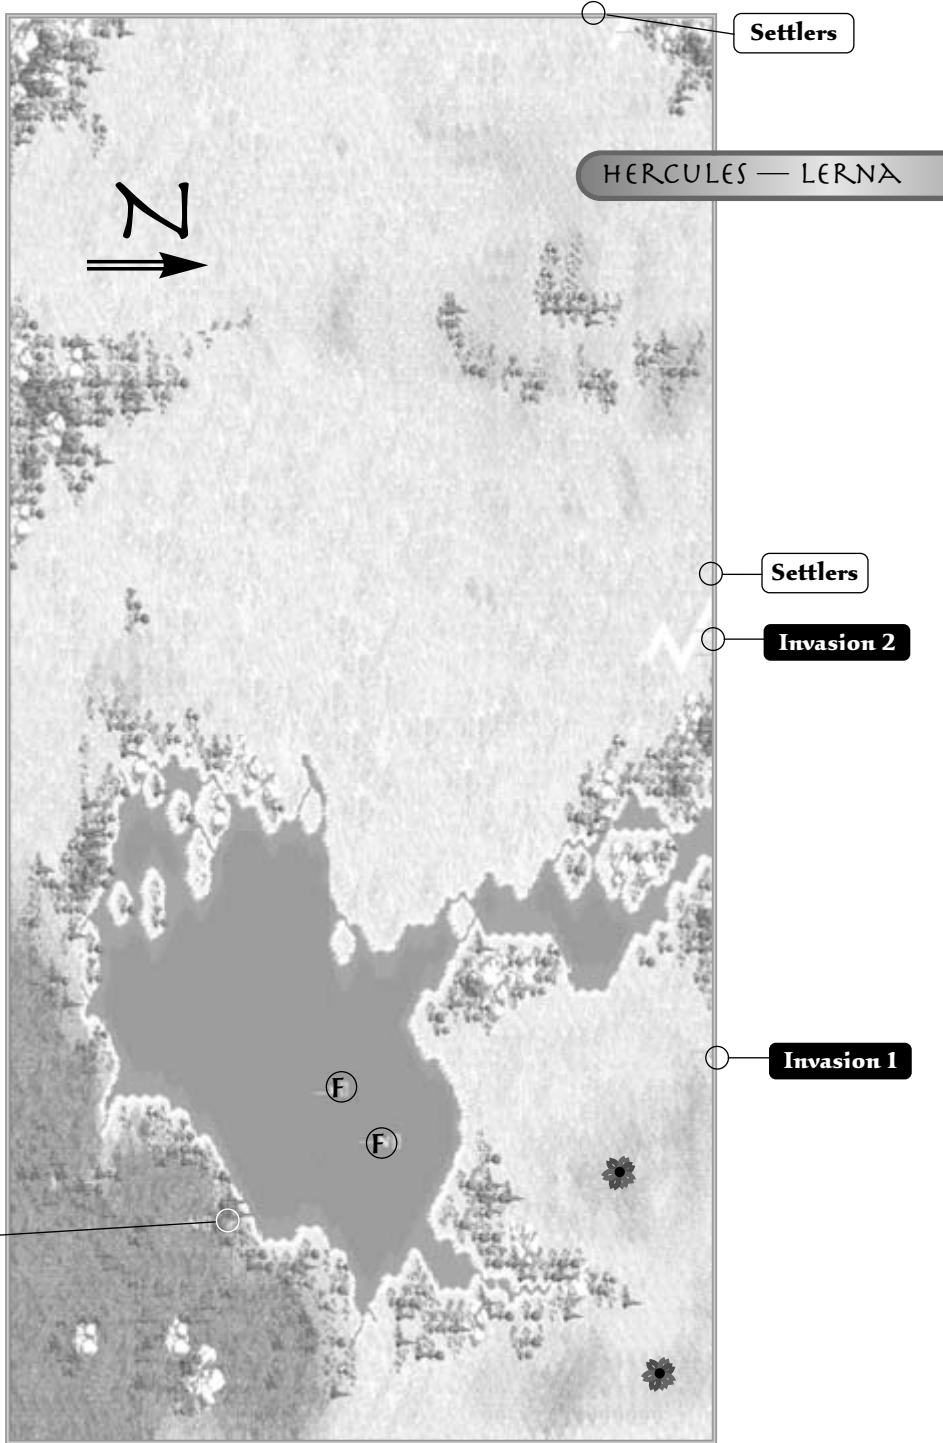 Settlers
HERCULES — LERNA
N
Settlers
Invasion 2
Invasion 1
F
F